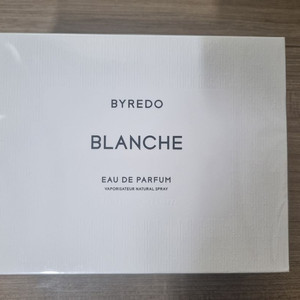 BYREDO
BLANCHE
EAU DE PARFUM
VAPORISATEUR NATURAL SPRAY